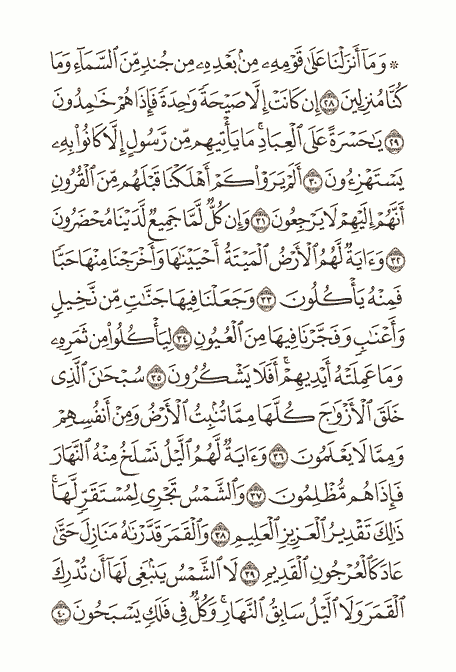 ۞ وَمَآ أَنزَلۡنَا عَلَىٰ قَوۡمِهِۦ مِنۢ بَعۡدِهِۦ مِن جُندٖ مِّنَ ٱلسَّمَآءِ وَمَا
كُنَّا مُنزِلِينَ ٢٨ إِن كَانَتۡ إِلَّا صَيۡحَةٗ وَٰحِدَةٗ فَإِذَا هُمۡ خَٰمِدُونَ
٢٩ يَٰحَسۡرَةً عَلَى ٱلۡعِبَادِۚ مَا يَأۡتِيهِم مِّن رَّسُولٍ إِلَّا كَانُواْ بِهِۦ
يَسۡتَهۡزِءُونَ ٣٠ أَلَمۡ يَرَوۡاْ كَمۡ أَهۡلَكۡنَا قَبۡلَهُم مِّنَ ٱلۡقُرُونِ
أَنَّهُمۡ إِلَيۡهِمۡ لَا يَرۡجِعُونَ ٣١ وَإِن كُلّٞ لَّمَّا جَمِيعٞ لَّدَيۡنَا مُحۡضَرُونَ
٣٢ وَءَايَةٞ لَّهُمُ ٱلۡأَرۡضُ ٱلۡمَيۡتَةُ أَحۡيَيۡنَٰهَا وَأَخۡرَجۡنَا مِنۡهَا حَبّٗا
فَمِنۡهُ يَأۡكُلُونَ ٣٣ وَجَعَلۡنَا فِيهَا جَنَّٰتٖ مِّن نَّخِيلٖ
وَأَعۡنَٰبٖ وَفَجَّرۡنَا فِيهَا مِنَ ٱلۡعُيُونِ ٣٤ لِيَأۡكُلُواْ مِن ثَمَرِهِۦ
وَمَا عَمِلَتۡهُ أَيۡدِيهِمۡۚ أَفَلَا يَشۡكُرُونَ ٣٥ سُبۡحَٰنَ ٱلَّذِي
خَلَقَ ٱلۡأَزۡوَٰجَ كُلَّهَا مِمَّا تُنۢبِتُ ٱلۡأَرۡضُ وَمِنۡ أَنفُسِهِمۡ
وَمِمَّا لَا يَعۡلَمُونَ ٣٦ وَءَايَةٞ لَّهُمُ ٱلَّيۡلُ نَسۡلَخُ مِنۡهُ ٱلنَّهَارَ
فَإِذَا هُم مُّظۡلِمُونَ ٣٧ وَٱلشَّمۡسُ تَجۡرِي لِمُسۡتَقَرّٖ لَّهَاۚ
ذَٰلِكَ تَقۡدِيرُ ٱلۡعَزِيزِ ٱلۡعَلِيمِ ٣٨ وَٱلۡقَمَرَ قَدَّرۡنَٰهُ مَنَازِلَ حَتَّىٰ
عَادَ كَٱلۡعُرۡجُونِ ٱلۡقَدِيمِ ٣٩ لَا ٱلشَّمۡسُ يَنۢبَغِي لَهَآ أَن تُدۡرِكَ
ٱلۡقَمَرَ وَلَا ٱلَّيۡلُ سَابِقُ ٱلنَّهَارِۚ وَكُلّٞ فِي فَلَكٖ يَسۡبَحُونَ ٤٠